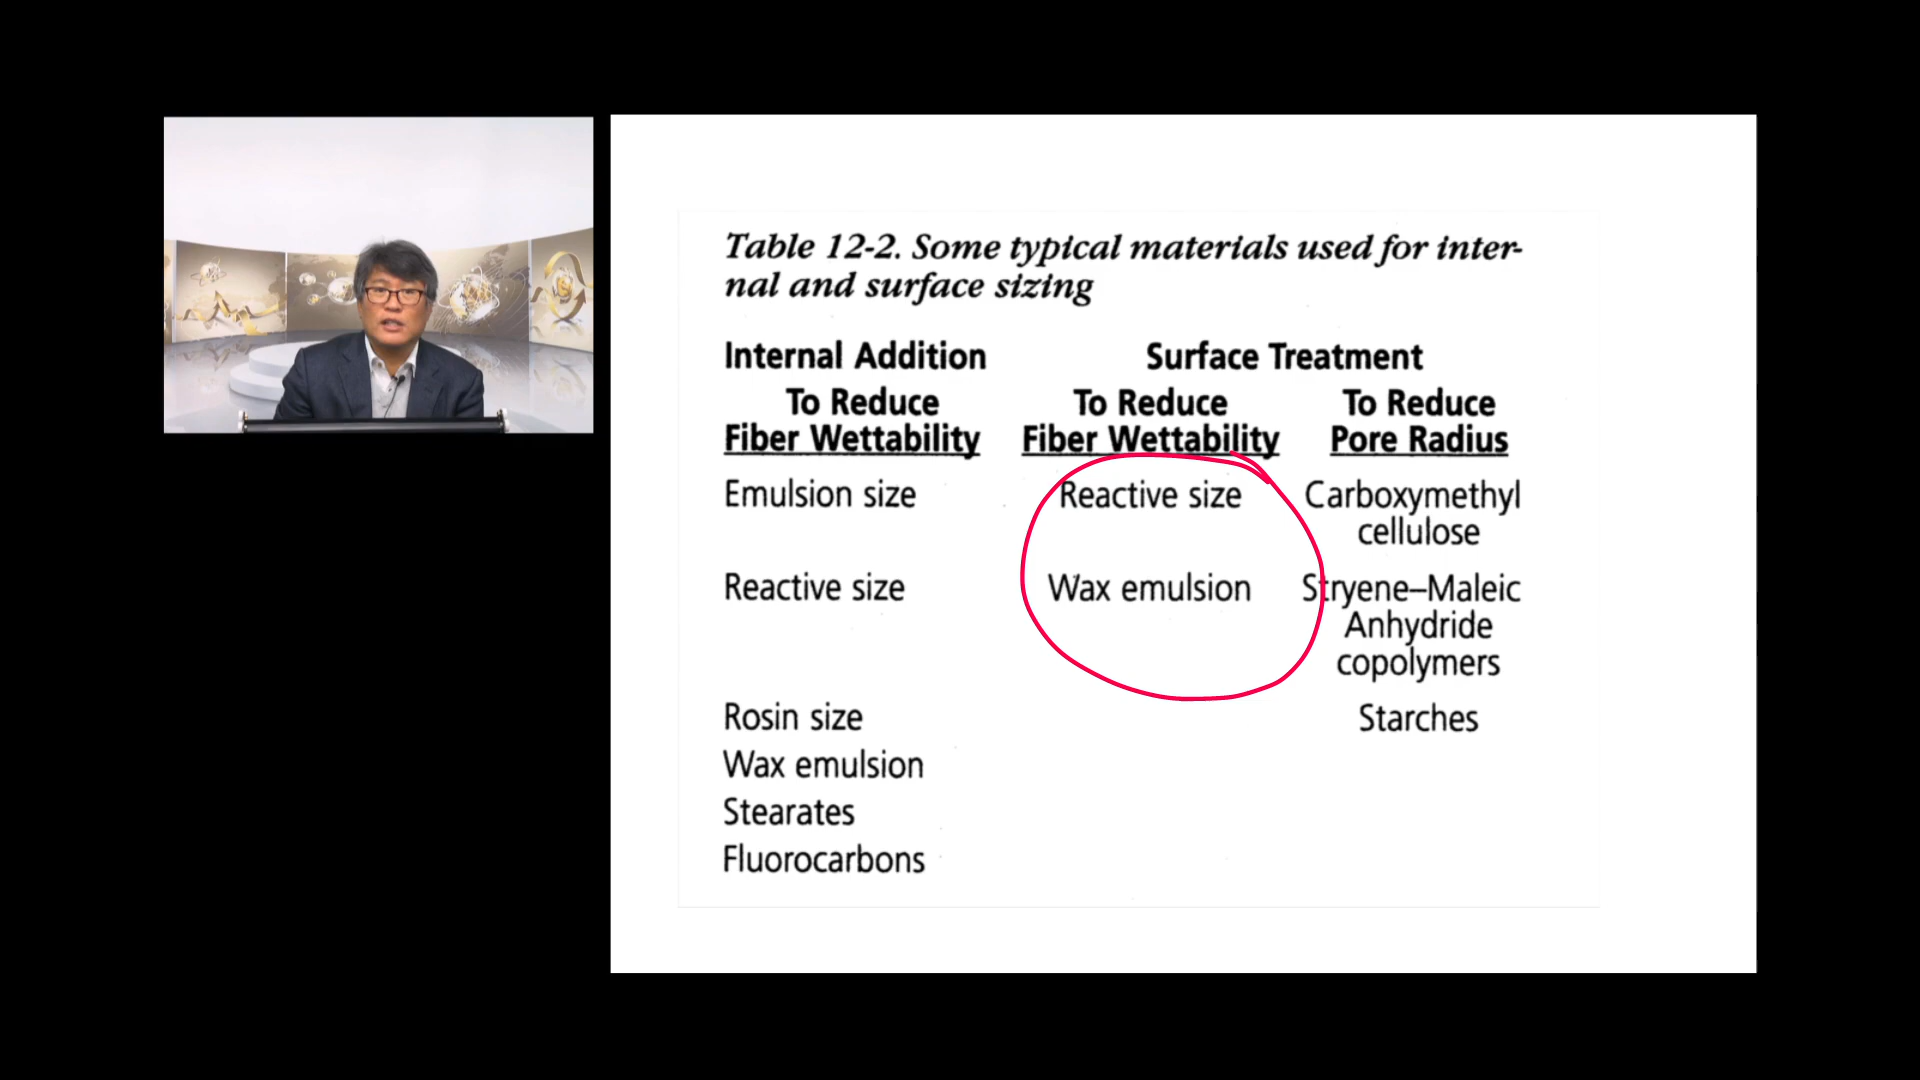 Table 12-2. Some typical materials used for inter-
nal and surface sizing
Internal Addition Surface Treatment
To Reduce To Reduce To Reduce
Fiber Wettability Fiber Wettability Pore Radius
Emulsion size Reactive size Carboxymethyl
cellulose
Reactive size Wax emulsion Stryene–Maleic
Anhydride
copolymers
Rosin size Starches
Wax emulsion
Stearates
Fluorocarbons